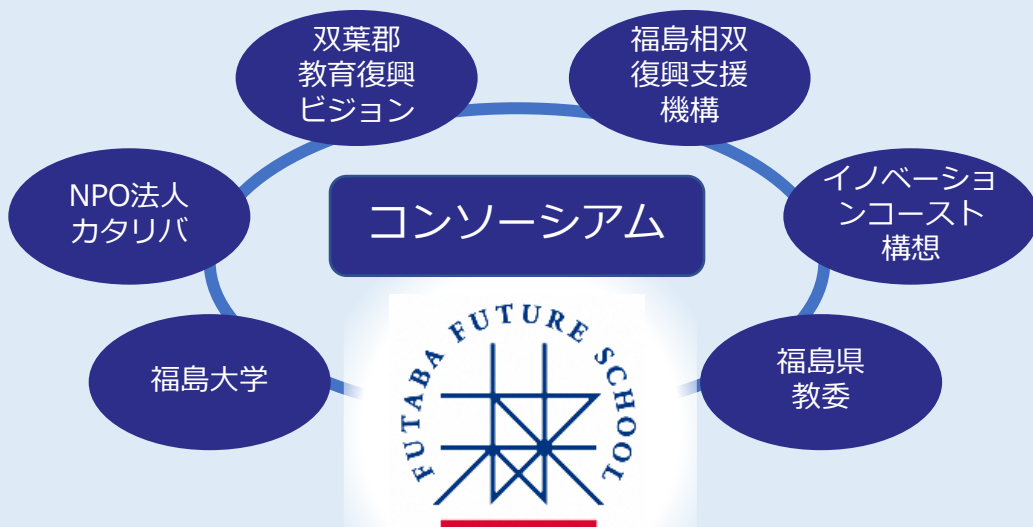 双葉郡
教育復興
ビジョン
福島相双
復興支援
機構
NPO法人
カタリバ
コンソーシアム
イノベーショ
ンコースト
構想
福島大学
FUTABA FUTURE SCHOOL
福島県
教委